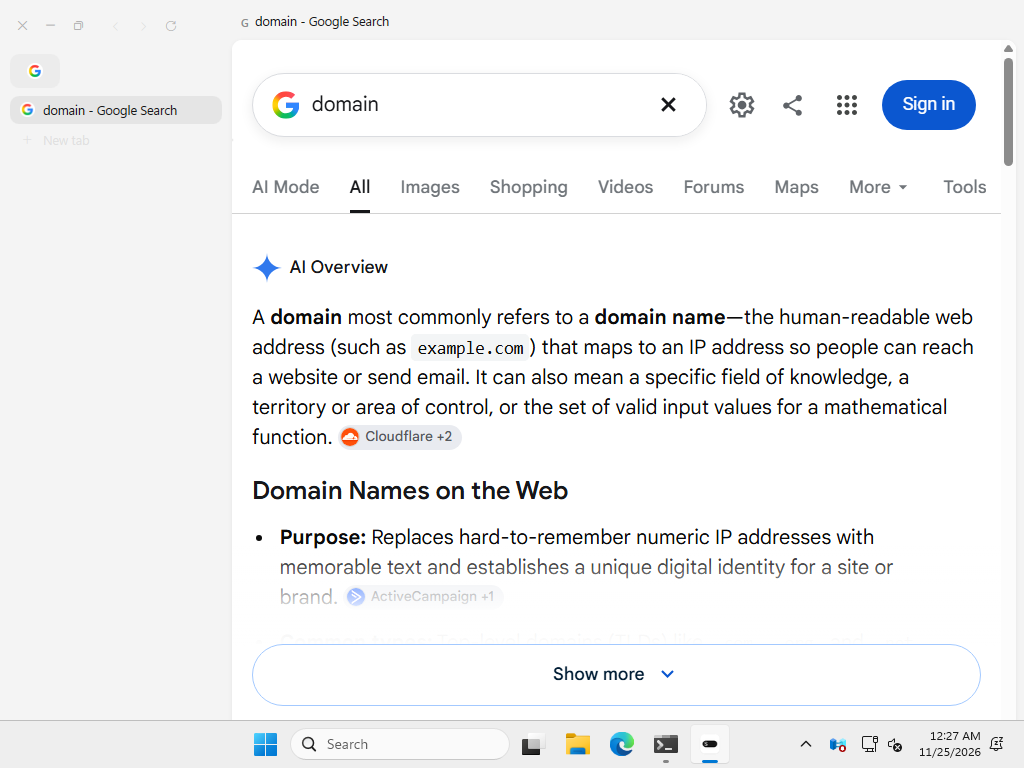 domain - Google Search
domain - Google Search
New tab
domain
Sign in
AI Mode All Images Shopping Videos Forums Maps More Tools
AI Overview
A domain most commonly refers to a domain name—the human-readable web
address (such as example.com) that maps to an IP address so people can reach
a website or send email. It can also mean a specific field of knowledge, a
territory or area of control, or the set of valid input values for a mathematical
function. Cloudflare +2
Domain Names on the Web
• Purpose: Replaces hard-to-remember numeric IP addresses with
memorable text and establishes a unique digital identity for a site or
brand. ActiveCampaign +1
Show more
Search
12:27 AM
11/25/2026